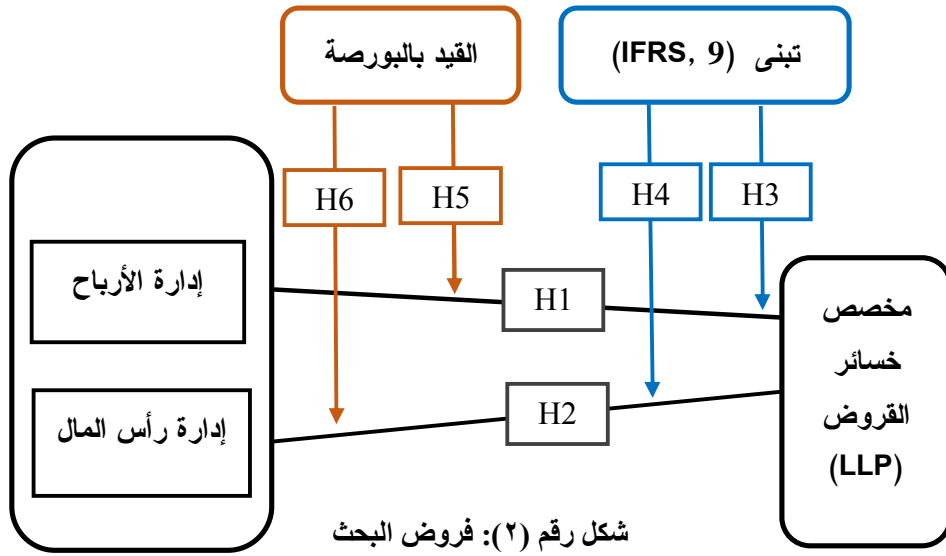 تبنى (IFRS, 9)
القيد بالبورصة
H3
H4
H5
H6
مخصص
خسائر
القروض
(LLP)
H1
H2
إدارة الأرباح
إدارة رأس المال
شكل رقم (٢): فروض البحث